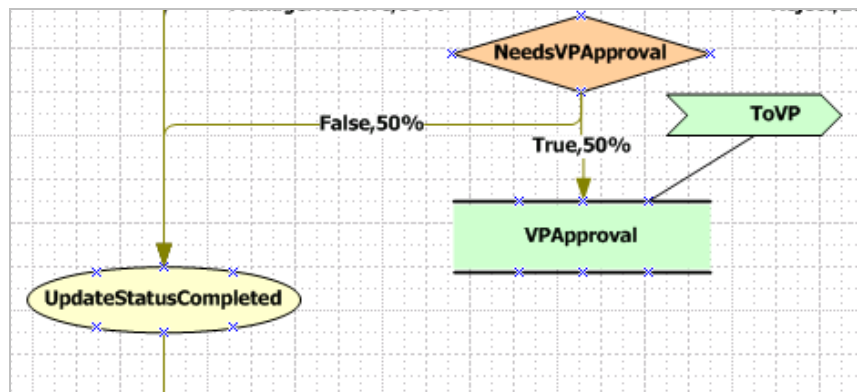 NeedsVPApproval
ToVP
False,50%
True,50%
VPApproval
UpdateStatusCompleted